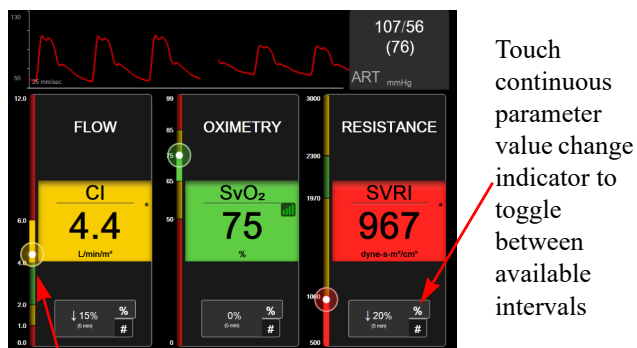 130
50
25 mm/sec
107/56
(76)
ART mmHg
12.0
6.0
4.0
2.0
1.0
0.0
FLOW
CI
4.4
L/min/m²
↓15%
(5 min)
%
#
99
85
75
65
50
0
OXIMETRY
SvO₂
75
%
0%
(5 min)
%
#
3000
2390
1970
1000
500
RESISTANCE
SVRI
967
dyne-s-m²/cm⁵
↓20%
(5 min)
%
#
Touch
continuous
parameter
value change
indicator to
toggle
between
available
intervals